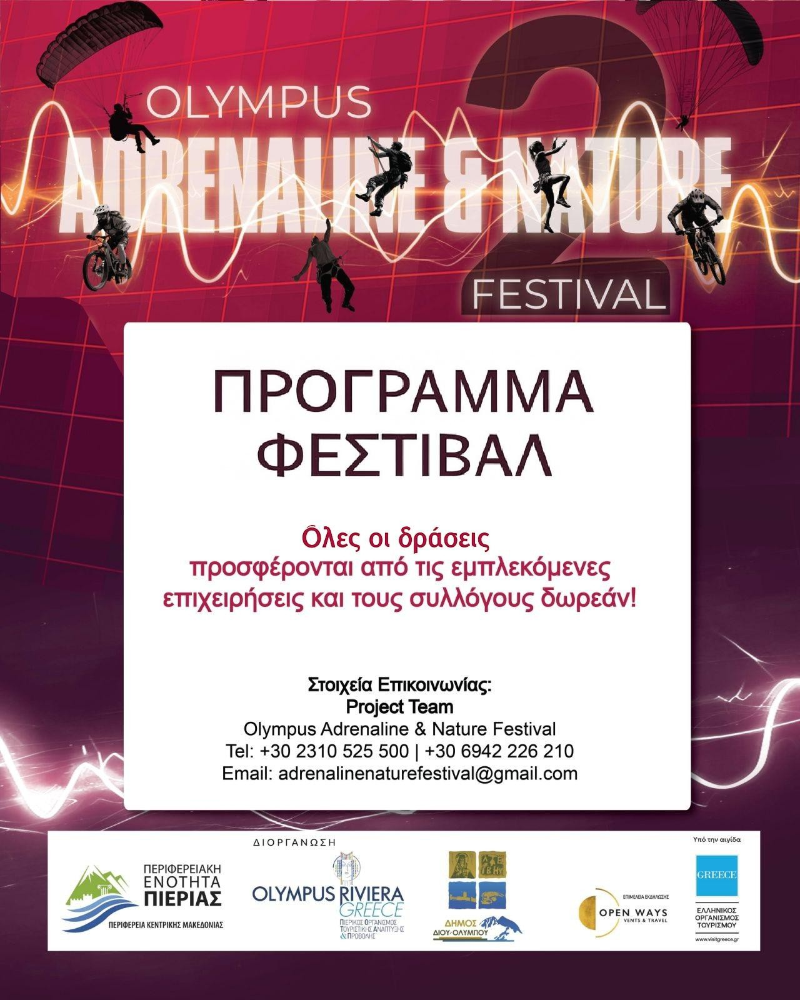 2
OLYMPUS
ADRENALINE & NATURE
FESTIVAL
ΠΡΟΓΡΑΜΜΑ
ΦΕΣΤΙΒΑΛ
Όλες οι δράσεις
προσφέρονται από τις εμπλεκόμενες
επιχειρήσεις και τους συλλόγους δωρεάν!
Στοιχεία Επικοινωνίας:
Project Team
Olympus Adrenaline & Nature Festival
Tel: +30 2310 525 500 | +30 6942 226 210
Email: adrenalinenaturefestival@gmail.com
ΠΕΡΙΦΕΡΕΙΑΚΗ
ΕΝΟΤΗΤΑ
ΠΙΕΡΙΑΣ
ΠΕΡΙΦΕΡΕΙΑ ΚΕΝΤΡΙΚΗΣ ΜΑΚΕΔΟΝΙΑΣ
ΔΙΟΡΓΑΝΩΣΗ
OLYMPUS RIVIERA
GREECE
ΠΙΕΡΙΚΟΣ ΟΡΓΑΝΙΣΜΟΣ
ΤΟΥΡΙΣΤΙΚΗΣ ΑΝΑΠΤΥΞΗΣ
& ΠΡΟΒΟΛΗΣ
ΔΗΜΟΣ
ΔΙΟΥ-ΟΛΥΜΠΟΥ
ΕΠΙΜΕΛΕΙΑ ΕΚΔΗΛΩΣΗΣ
OPEN WAYS
VENTS & TRAVEL
Υπό την αιγίδα
GREECE
ΕΛΛΗΝΙΚΟΣ
ΟΡΓΑΝΙΣΜΟΣ
ΤΟΥΡΙΣΜΟΥ
www.visitgreece.gr